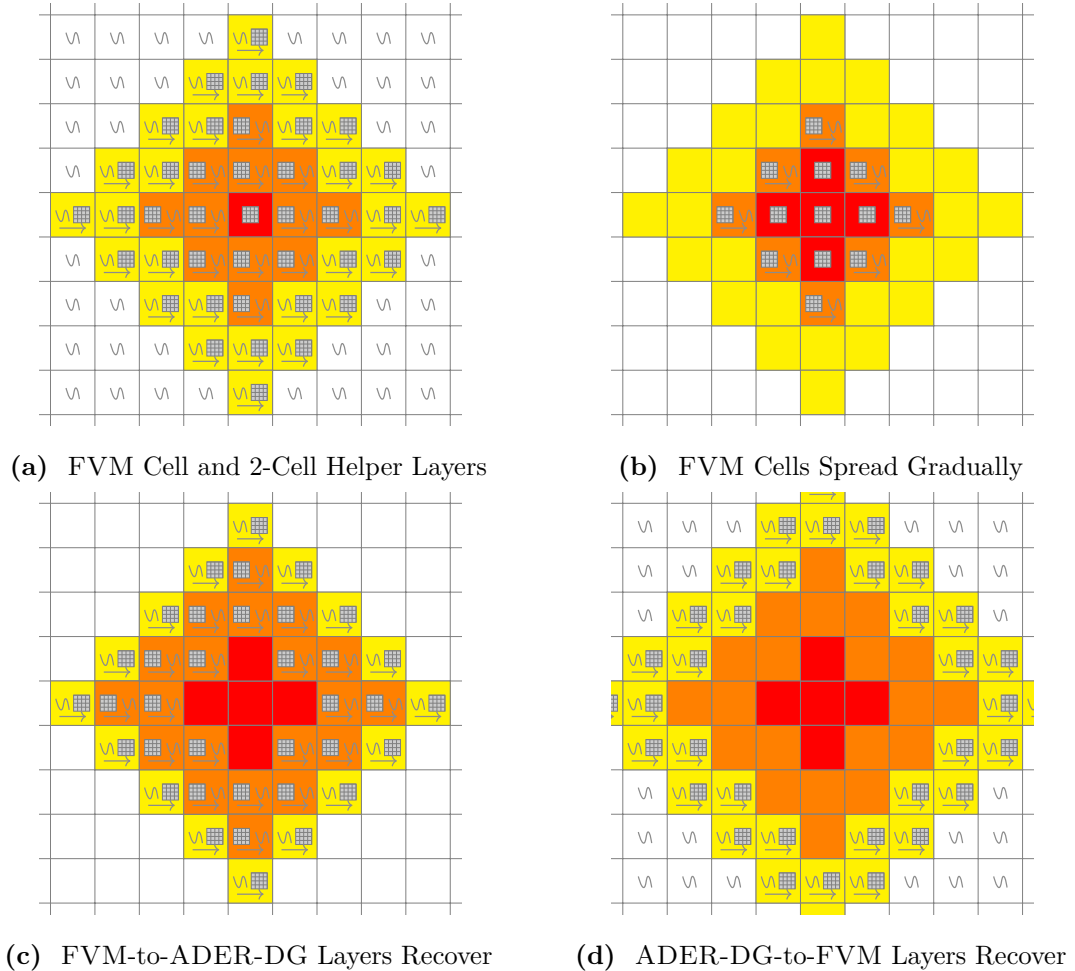 (a) FVM Cell and 2-Cell Helper Layers
(b) FVM Cells Spread Gradually
(c) FVM-to-ADER-DG Layers Recover
(d) ADER-DG-to-FVM Layers Recover